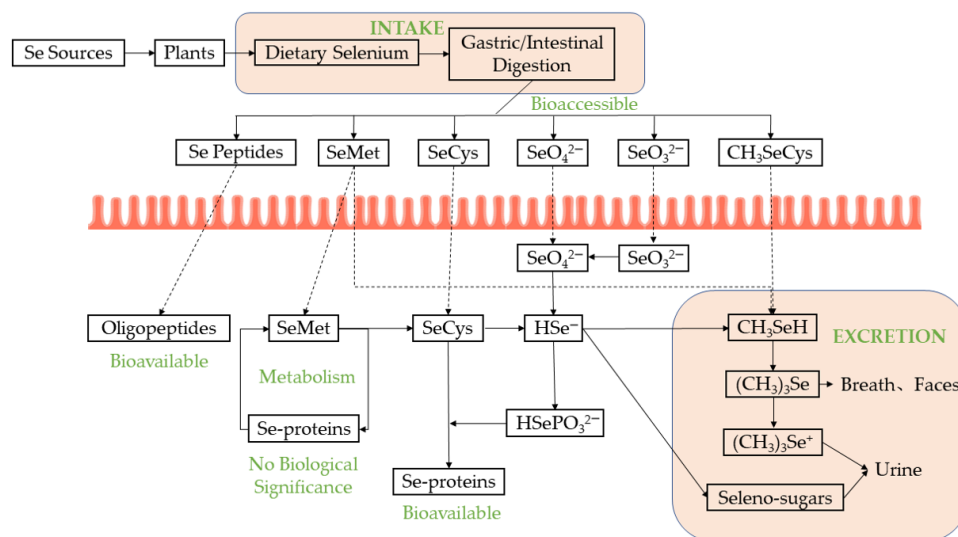 INTAKE
Se Sources
Plants
Dietary Selenium
Gastric/Intestinal
Digestion
Bioaccessible
Se Peptides
SeMet
SeCys
SeO₄²⁻
SeO₃²⁻
CH₃SeCys
SeO₄²⁻
SeO₃²⁻
Oligopeptides
SeMet
SeCys
HSe⁻
CH₃SeH
EXCRETION
Bioavailable
Metabolism
(CH₃)₃Se
Breath、Faces
Se-proteins
HSePO₃²⁻
(CH₃)₃Se⁺
No Biological
Significance
Urine
Se-proteins
Seleno-sugars
Bioavailable